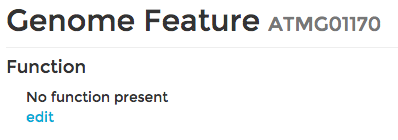 Genome Feature ATMG01170
Function
No function present
edit